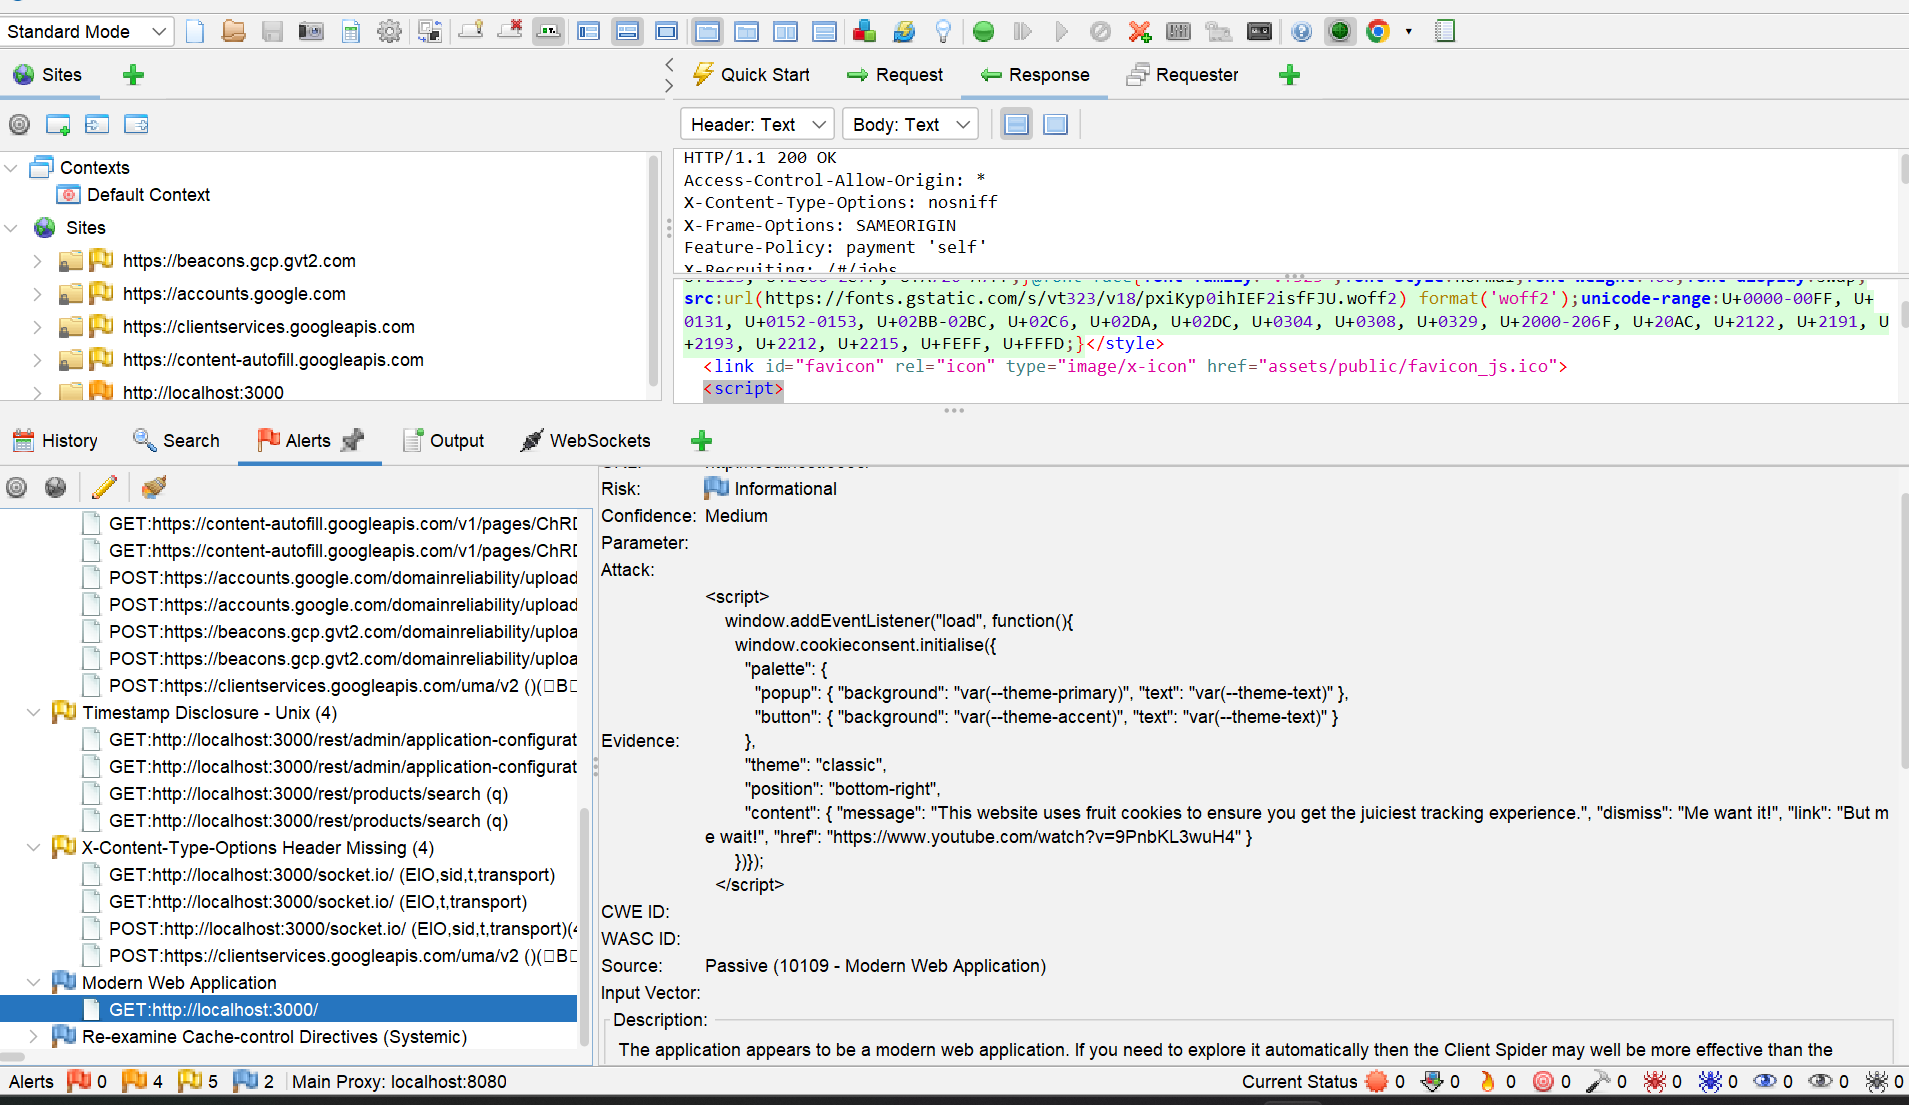 Standard Mode
Sites
Quick Start
Request
Response
Requester
Header: Text
Body: Text
Contexts
Default Context
Sites
https://beacons.gcp.gvt2.com
https://accounts.google.com
https://clientservices.googleapis.com
https://content-autofill.googleapis.com
http://localhost:3000
HTTP/1.1 200 OK
Access-Control-Allow-Origin: *
X-Content-Type-Options: nosniff
X-Frame-Options: SAMEORIGIN
Feature-Policy: payment 'self'
X-Recruiting: /#/jobs
src:url(https://fonts.gstatic.com/s/vt323/v18/pxiKyp0ihIEF2isfFJU.woff2) format('woff2');unicode-range:U+0000-00FF, U+
0131, U+0152-0153, U+02BB-02BC, U+02C6, U+02DA, U+02DC, U+0304, U+0308, U+0329, U+2000-206F, U+20AC, U+2122, U+2191, U
+2193, U+2212, U+2215, U+FEFF, U+FFFD;}</style>
<link id="favicon" rel="icon" type="image/x-icon" href="assets/public/favicon_js.ico">
<script>
History
Search
Alerts
Output
WebSockets
GET:https://content-autofill.googleapis.com/v1/pages/ChRD
GET:https://content-autofill.googleapis.com/v1/pages/ChRD
POST:https://accounts.google.com/domainreliability/upload
POST:https://accounts.google.com/domainreliability/upload
POST:https://beacons.gcp.gvt2.com/domainreliability/uploa
POST:https://beacons.gcp.gvt2.com/domainreliability/uploa
POST:https://clientservices.googleapis.com/uma/v2 ()(□B□
Timestamp Disclosure - Unix (4)
GET:http://localhost:3000/rest/admin/application-configurat
GET:http://localhost:3000/rest/admin/application-configurat
GET:http://localhost:3000/rest/products/search (q)
GET:http://localhost:3000/rest/products/search (q)
X-Content-Type-Options Header Missing (4)
GET:http://localhost:3000/socket.io/ (EIO,sid,t,transport)
GET:http://localhost:3000/socket.io/ (EIO,t,transport)
POST:http://localhost:3000/socket.io/ (EIO,sid,t,transport)(4
POST:https://clientservices.googleapis.com/uma/v2 ()(□B□
Modern Web Application
GET:http://localhost:3000/
Re-examine Cache-control Directives (Systemic)
Risk: Informational
Confidence: Medium
Parameter:
Attack:
<script>
window.addEventListener("load", function(){
window.cookieconsent.initialise({
"palette": {
"popup": { "background": "var(--theme-primary)", "text": "var(--theme-text)" },
"button": { "background": "var(--theme-accent)", "text": "var(--theme-text)" }
Evidence: },
"theme": "classic",
"position": "bottom-right",
"content": { "message": "This website uses fruit cookies to ensure you get the juiciest tracking experience.", "dismiss": "Me want it!", "link": "But m
e wait!", "href": "https://www.youtube.com/watch?v=9PnbKL3wuH4" }
})});
</script>
CWE ID:
WASC ID:
Source: Passive (10109 - Modern Web Application)
Input Vector:
Description:
The application appears to be a modern web application. If you need to explore it automatically then the Client Spider may well be more effective than the
Alerts 0 4 5 2 Main Proxy: localhost:8080
Current Status 0 0 0 0 0 0 0 0 0 0